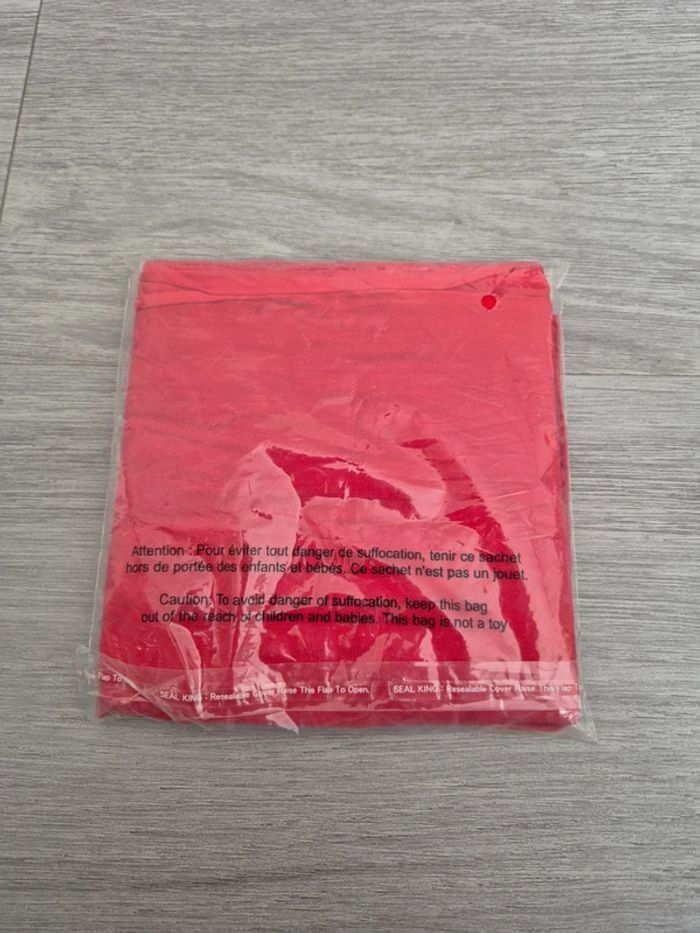 Attention : Pour éviter tout danger de suffocation, tenir ce sachet
hors de portée des enfants et bébés. Ce sachet n'est pas un jouet.
Caution: To avoid danger of suffocation, keep this bag
out of the reach of children and babies. This bag is not a toy
This Flap To SEAL KING : Resealable Cover Raise This Flap To Open. SEAL KING : Resealable Cover Raise This Flap To